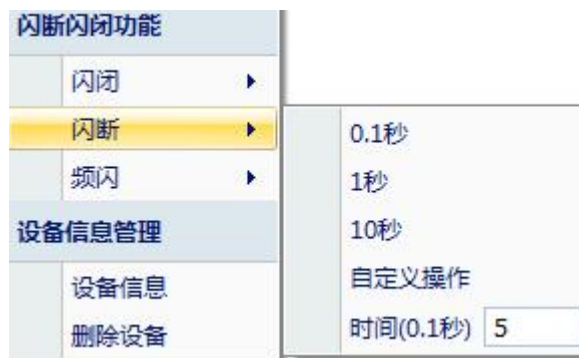 闪断闪闭功能
闪闭
闪断
频闪
设备信息管理
设备信息
删除设备
0.1秒
1秒
10秒
自定义操作
时间(0.1秒) 5